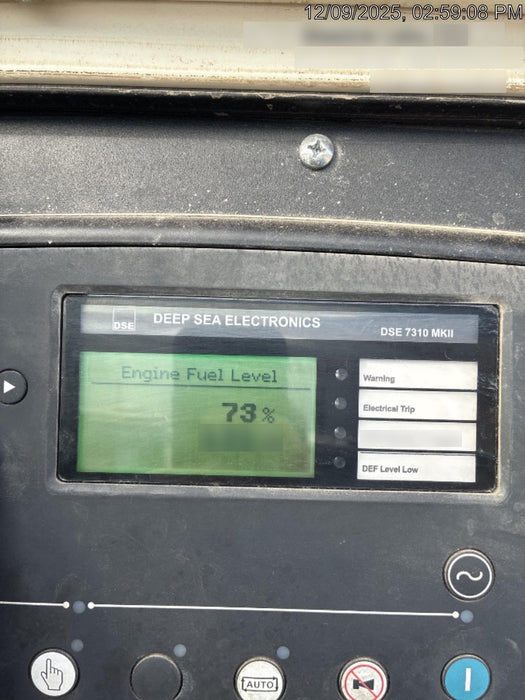 12/09/2025, 02:59:08 PM
DSE
DEEP SEA ELECTRONICS
DSE 7310 MKII
Engine Fuel Level
73 %
Warning
Electrical Trip
DEF Level Low
AUTO
I